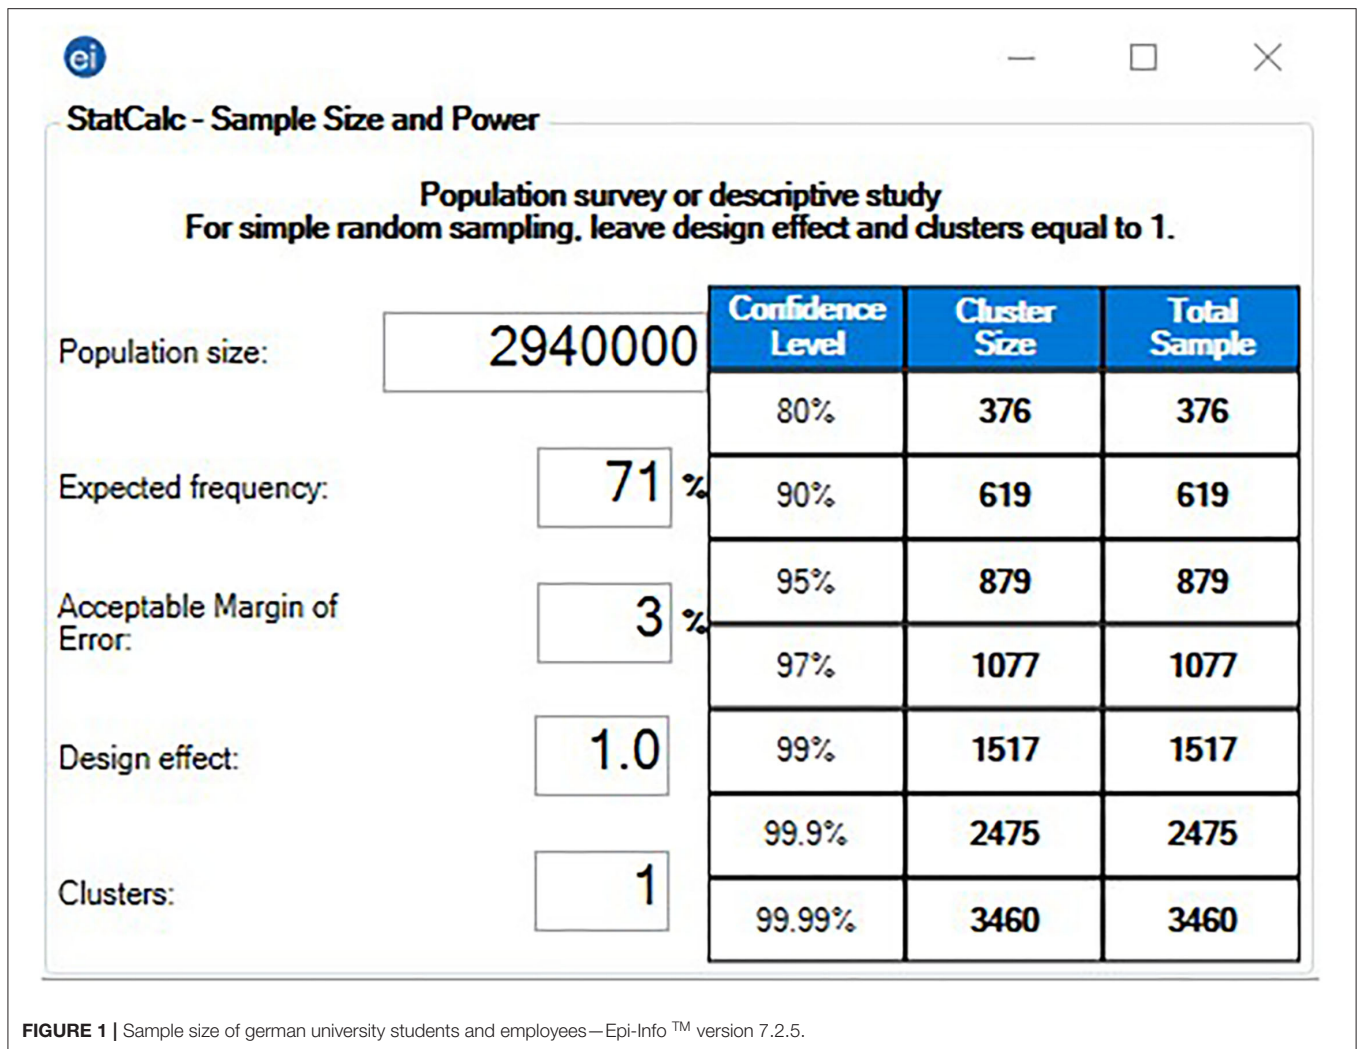 ei
StatCalc - Sample Size and Power
Population survey or descriptive study
For simple random sampling, leave design effect and clusters equal to 1.
Population size: 2940000
Expected frequency: 71 %
Acceptable Margin of
Error: 3 %
Design effect: 1.0
Clusters: 1
Confidence Level Cluster Size Total Sample
80% 376 376
90% 619 619
95% 879 879
97% 1077 1077
99% 1517 1517
99.9% 2475 2475
99.99% 3460 3460
FIGURE 1 | Sample size of german university students and employees—Epi-Info ™ version 7.2.5.